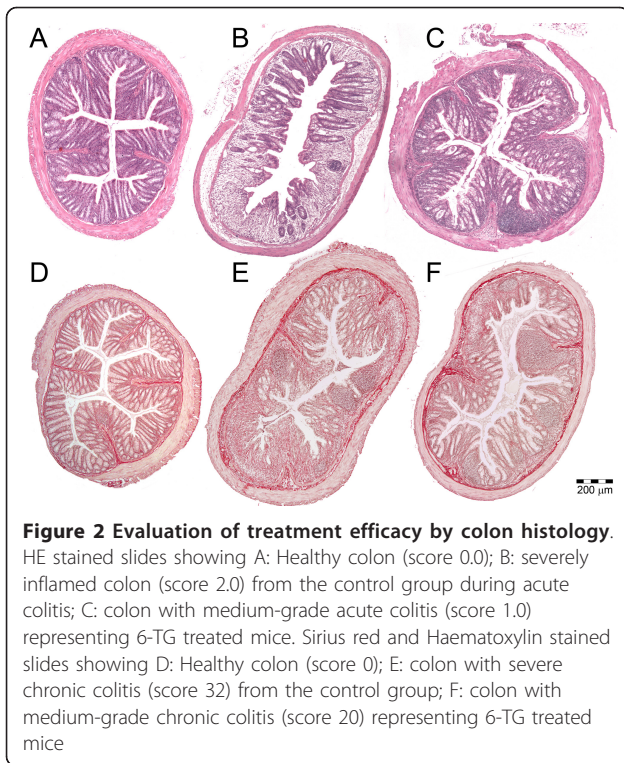 A
B
C
D
E
F
200 μm
Figure 2 Evaluation of treatment efficacy by colon histology.
HE stained slides showing A: Healthy colon (score 0.0); B: severely
inflamed colon (score 2.0) from the control group during acute
colitis; C: colon with medium-grade acute colitis (score 1.0)
representing 6-TG treated mice. Sirius red and Haematoxylin stained
slides showing D: Healthy colon (score 0); E: colon with severe
chronic colitis (score 32) from the control group; F: colon with
medium-grade chronic colitis (score 20) representing 6-TG treated
mice